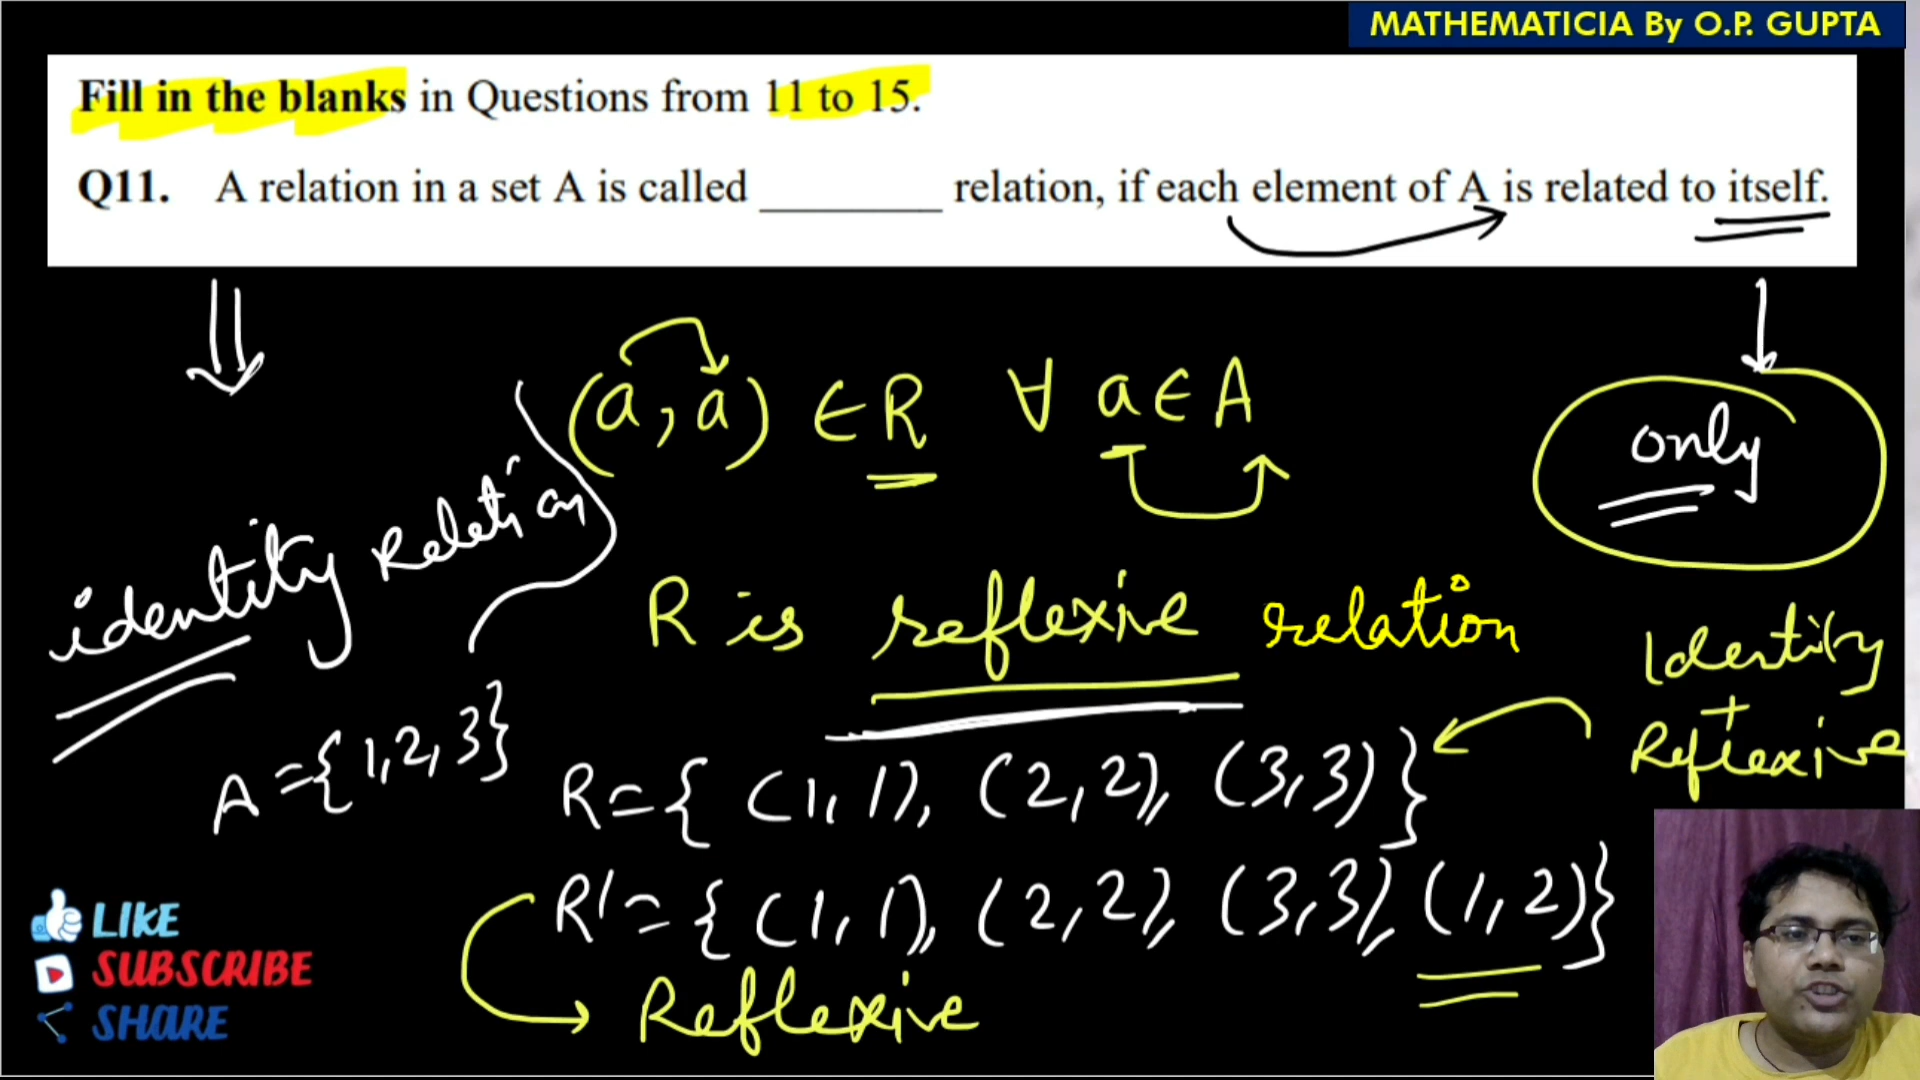 MATHEMATICIA By O.P. GUPTA
Fill in the blanks in Questions from 11 to 15.
Q11. A relation in a set A is called ________ relation, if each element of A is related to itself.
(a, a) ∈ R ∀ a ∈ A
only
identity Relation
R is reflexive relation
Identity
+
Reflexive
A = {1, 2, 3}
R = { (1, 1), (2, 2), (3, 3) }
R' = { (1, 1), (2, 2), (3, 3), (1, 2) }
Reflexive
LIKE
SUBSCRIBE
SHARE